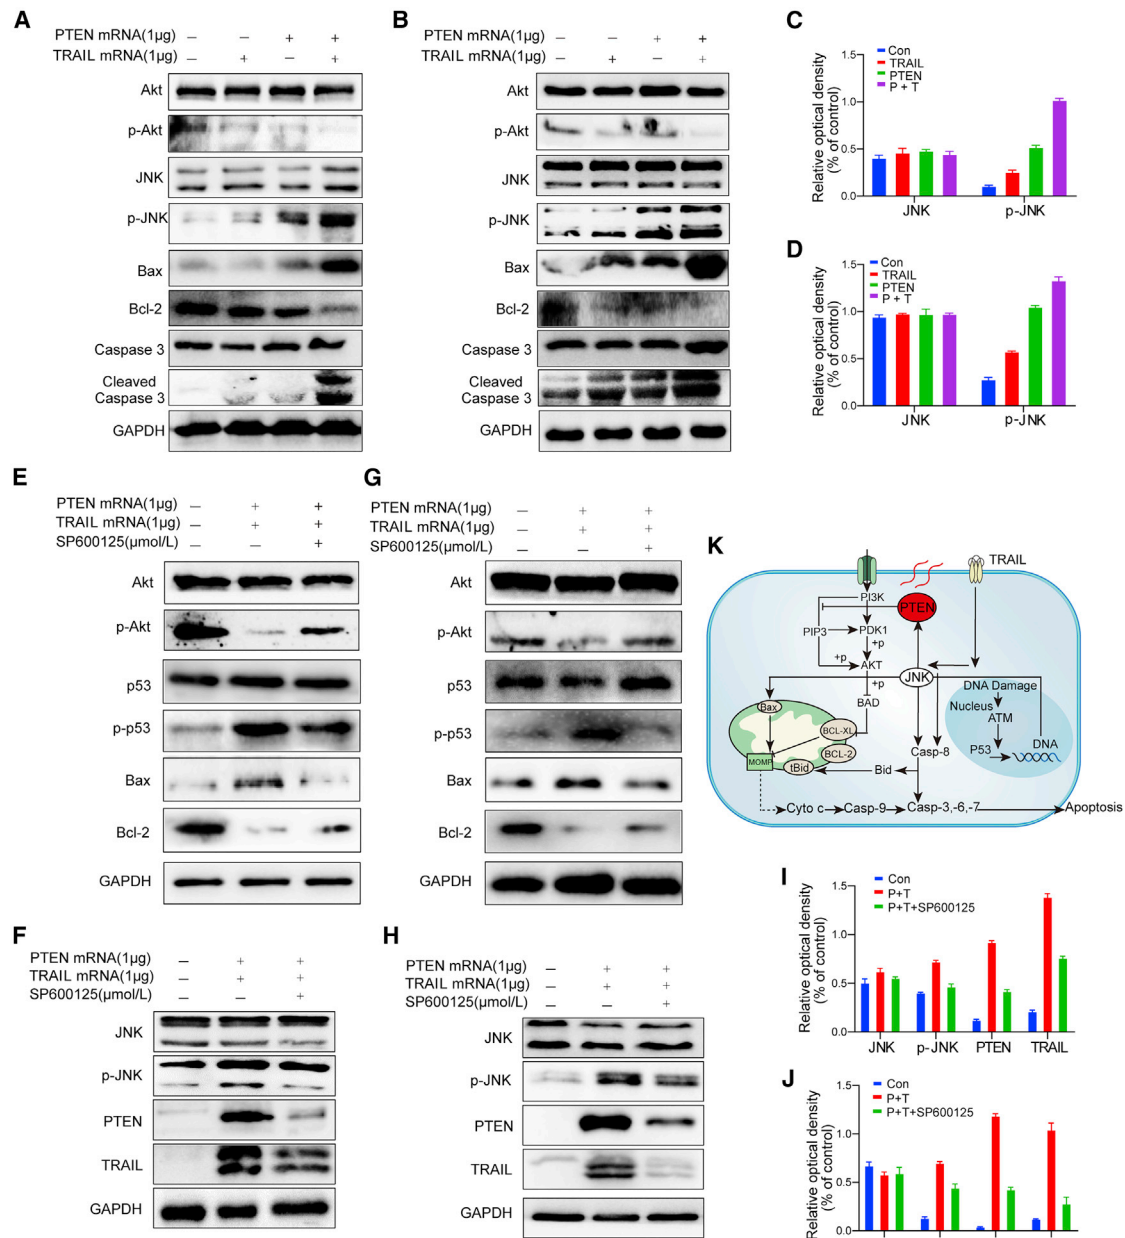 A
PTEN mRNA(1µg) – – + +
TRAIL mRNA(1µg) – + – +
Akt
p-Akt
JNK
p-JNK
Bax
Bcl-2
Caspase 3
Cleaved
Caspase 3
GAPDH
B
PTEN mRNA(1µg) – – + +
TRAIL mRNA(1µg) – + – +
Akt
p-Akt
JNK
p-JNK
Bax
Bcl-2
Caspase 3
Cleaved
Caspase 3
GAPDH
C
Relative optical density
(% of control)
1.5
1.0
0.5
0.0
Con
TRAIL
PTEN
P + T
JNK p-JNK
D
Relative optical density
(% of control)
1.5
1.0
0.5
0.0
Con
TRAIL
PTEN
P + T
JNK p-JNK
E
PTEN mRNA(1µg) – + +
TRAIL mRNA(1µg) – + +
SP600125(µmol/L) – – +
Akt
p-Akt
p53
p-p53
Bax
Bcl-2
GAPDH
G
PTEN mRNA(1µg) – + +
TRAIL mRNA(1µg) – + +
SP600125(µmol/L) – – +
Akt
p-Akt
p53
p-p53
Bax
Bcl-2
GAPDH
K
TRAIL
PI3K
PTEN
PIP3
PDK1
+p
+p
AKT
+p
JNK
BAD
DNA Damage
Nucleus
ATM
P53
DNA
Bax
BCL-XL
BCL-2
MOMP
tBid
Bid
Casp-8
Cyto c
Casp-9
Casp-3,-6,-7
Apoptosis
F
PTEN mRNA(1µg) – + +
TRAIL mRNA(1µg) – + +
SP600125(µmol/L) – – +
JNK
p-JNK
PTEN
TRAIL
GAPDH
H
PTEN mRNA(1µg) – + +
TRAIL mRNA(1µg) – + +
SP600125(µmol/L) – – +
JNK
p-JNK
PTEN
TRAIL
GAPDH
I
Relative optical density
(% of control)
1.5
1.0
0.5
0.0
Con
P+T
P+T+SP600125
JNK p-JNK PTEN TRAIL
J
Relative optical density
(% of control)
1.5
1.0
0.5
0.0
Con
P+T
P+T+SP600125